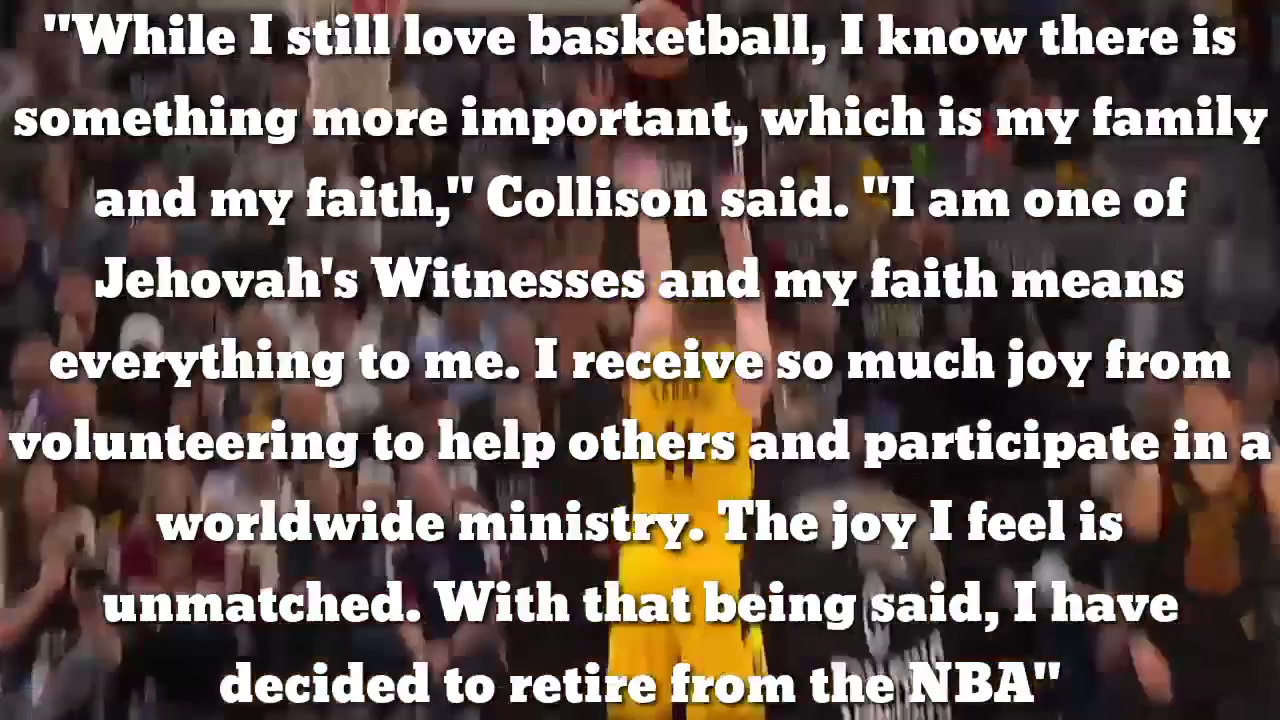 "While I still love basketball, I know there is
something more important, which is my family
and my faith," Collison said. "I am one of
Jehovah's Witnesses and my faith means
everything to me. I receive so much joy from
volunteering to help others and participate in a
worldwide ministry. The joy I feel is
unmatched. With that being said, I have
decided to retire from the NBA"